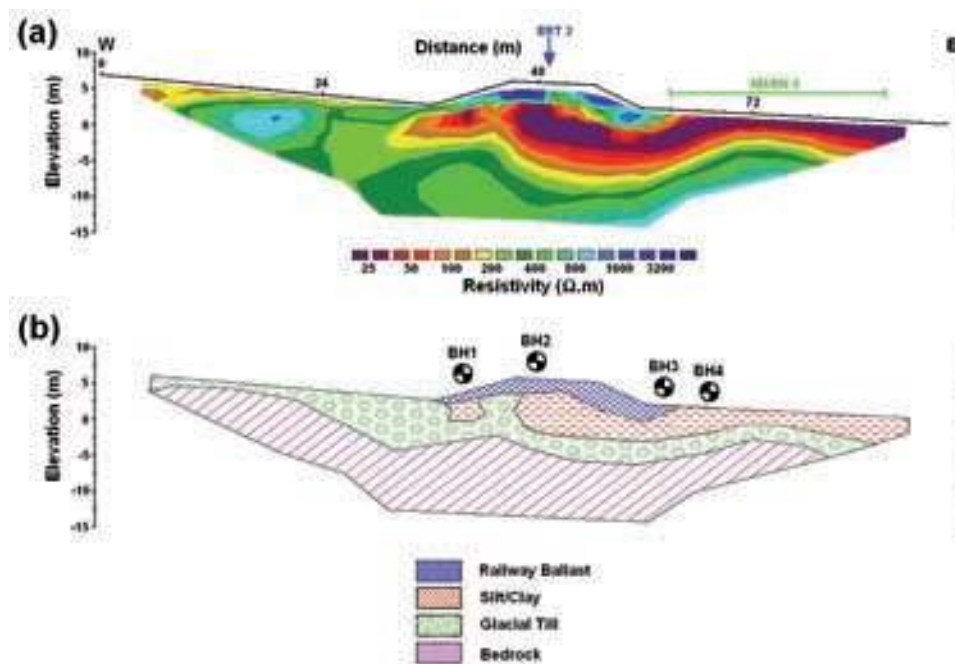 (a)
W
Distance (m)
ERT 2
E
10
5
0
-5
-10
-15
Elevation (m)
0
24
48
72
25 50 100 200 400 800 1600 3200
Resistivity (Ω.m)
(b)
10
5
0
-5
-10
-15
Elevation (m)
BH1
BH2
BH3
BH4
Railway Ballast
Silt/Clay
Glacial Till
Bedrock